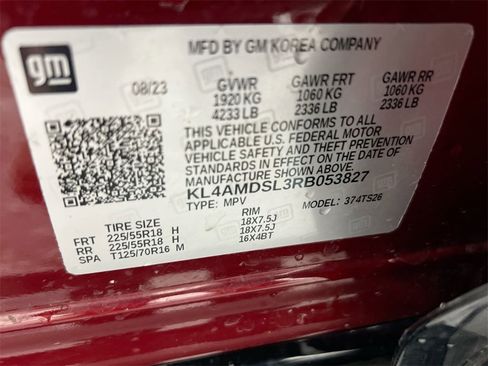 gm
MFD BY GM KOREA COMPANY
08/23 GVWR GAWR FRT GAWR RR
1920 KG 1060 KG 1060 KG
4233 LB 2336 LB 2336 LB
THIS VEHICLE CONFORMS TO ALL
APPLICABLE U.S. FEDERAL MOTOR
VEHICLE SAFETY AND THEFT PREVENTION
STANDARDS IN EFFECT ON THE DATE OF
MANUFACTURE SHOWN ABOVE.
KL4AMDSL3RB053827
TYPE: MPV MODEL: 374TS26
TIRE SIZE RIM
FRT 225/55R18 H 18X7.5J
RR 225/55R18 H 18X7.5J
SPA T125/70R16 M 16X4BT